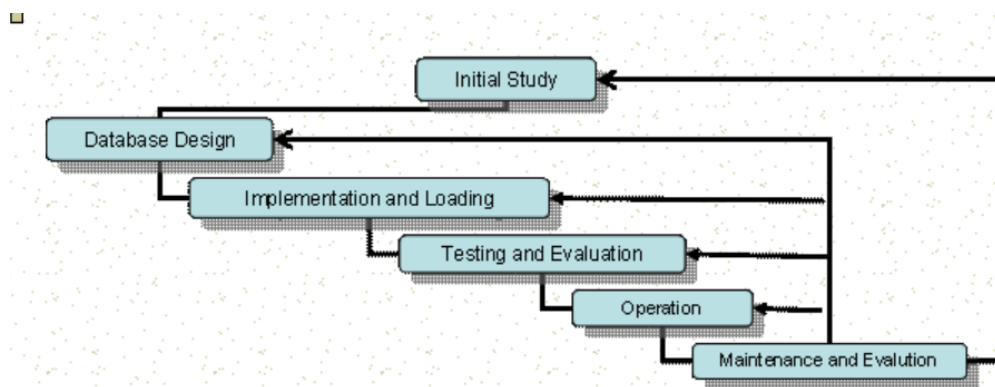 Initial Study
Database Design
Implementation and Loading
Testing and Evaluation
Operation
Maintenance and Evalution